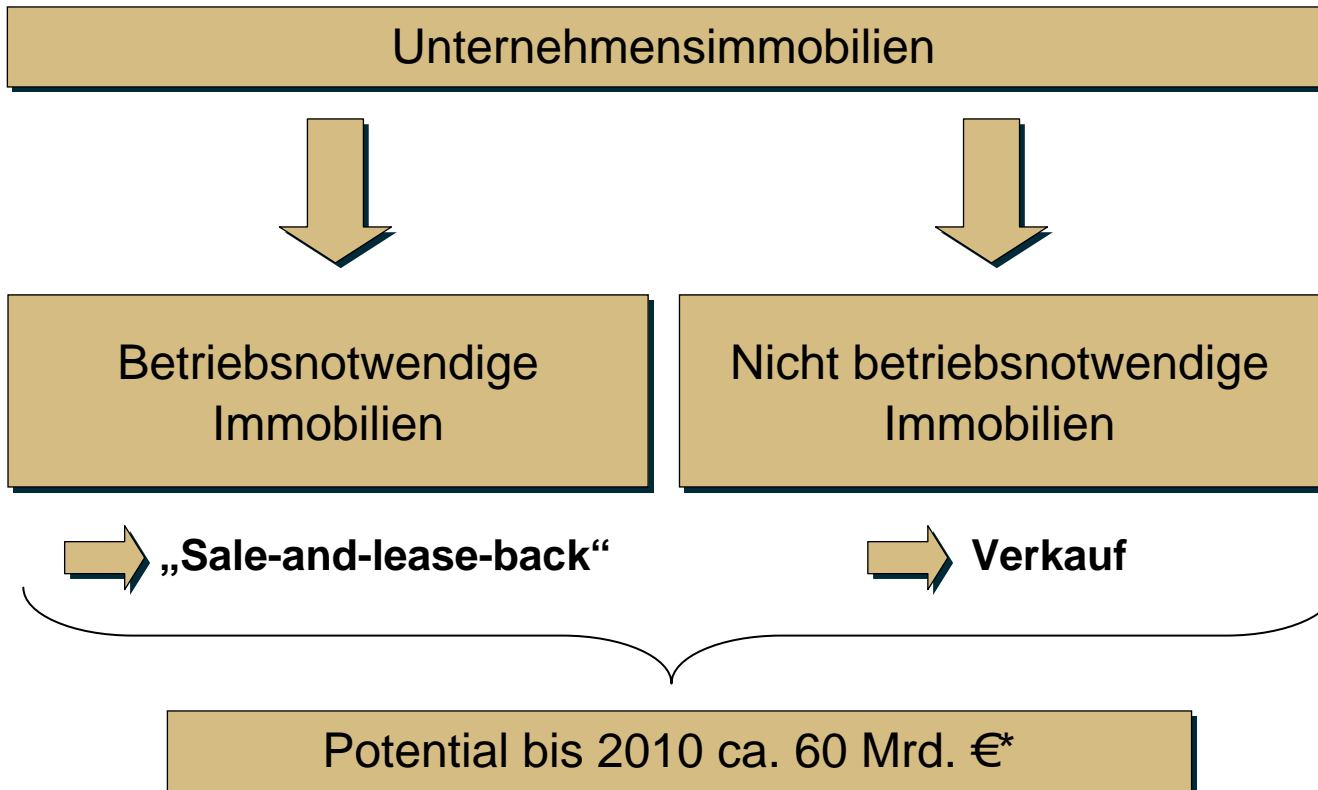 Unternehmensimmobilien
Betriebsnotwendige
Immobilien
Nicht betriebsnotwendige
Immobilien
„Sale-and-lease-back“
Verkauf
Potential bis 2010 ca. 60 Mrd. €*